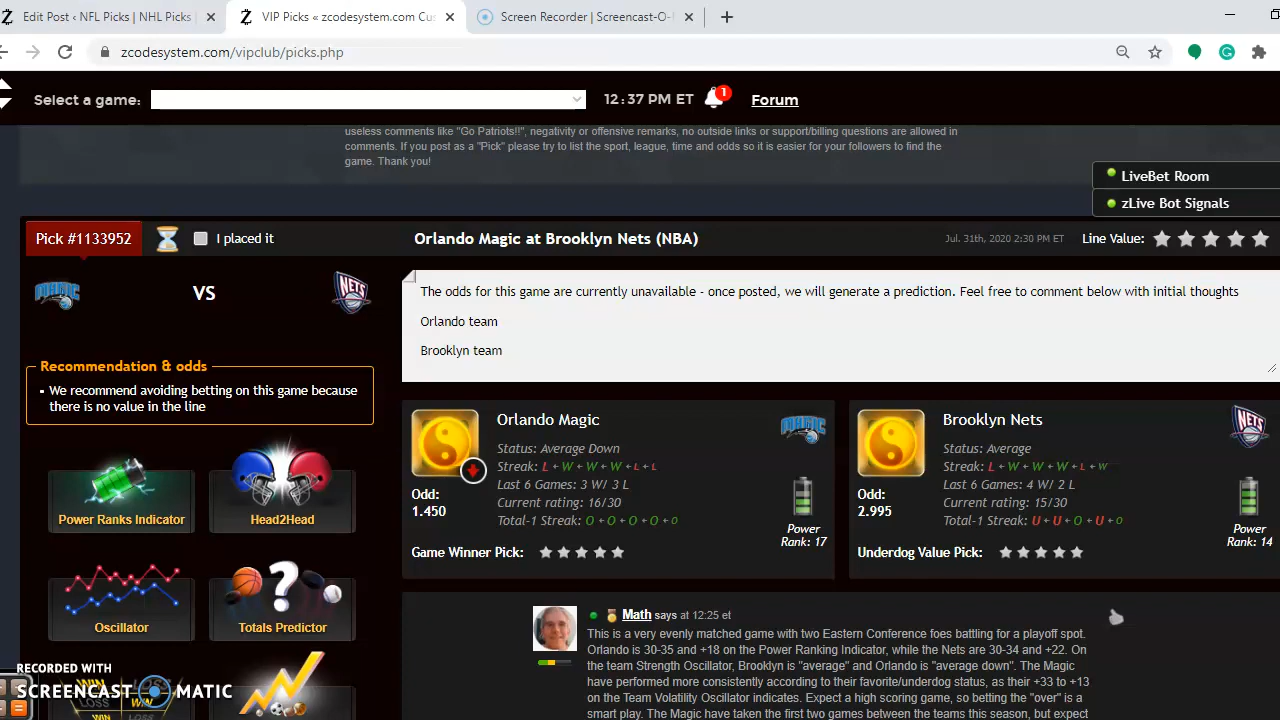 Edit Post ‹ NFL Picks | NHL Picks
VIP Picks « zcodesystem.com Cus
Screen Recorder | Screencast-O-
zcodesystem.com/vipclub/picks.php
Select a game:
12:37 PM ET
1
Forum
useless comments like "Go Patriots!!", negativity or offensive remarks, no outside links or support/billing questions are allowed in
comments. If you post as a "Pick" please try to list the sport, league, time and odds so it is easier for your followers to find the
game. Thank you!
LiveBet Room
zLive Bot Signals
Pick #1133952
I placed it
Orlando Magic at Brooklyn Nets (NBA)
Jul. 31th, 2020 2:30 PM ET
Line Value:
MAGIC
VS
NETS
The odds for this game are currently unavailable - once posted, we will generate a prediction. Feel free to comment below with initial thoughts
Orlando team
Brooklyn team
Recommendation & odds
• We recommend avoiding betting on this game because
there is no value in the line
Power Ranks Indicator
Head2Head
Oscillator
Totals Predictor
Orlando Magic
Status: Average Down
Streak: L + W + W + W + L + L
Last 6 Games: 3 W/ 3 L
Current rating: 16/30
Total-1 Streak: O + O + O + O + O
Odd:
1.450
MAGIC
Power
Rank: 17
Game Winner Pick:
Brooklyn Nets
Status: Average
Streak: L + W + W + W + L + W
Last 6 Games: 4 W/ 2 L
Current rating: 15/30
Total-1 Streak: U + U + O + U + O
Odd:
2.995
NETS
Power
Rank: 14
Underdog Value Pick:
Math says at 12:25 et
This is a very evenly matched game with two Eastern Conference foes battling for a playoff spot.
Orlando is 30-35 and +18 on the Power Ranking Indicator, while the Nets are 30-34 and +22. On
the team Strength Oscillator, Brooklyn is "average" and Orlando is "average down". The Magic
have performed more consistently according to their favorite/underdog status, as their +33 to +13
on the Team Volatility Oscillator indicates. Expect a high scoring game, so betting the "over" is a
smart play. The Magic have taken the first two games between the teams this season, but expect
RECORDED WITH
SCREENCAST MATIC
WIN
LOSS
WIN
LOSS